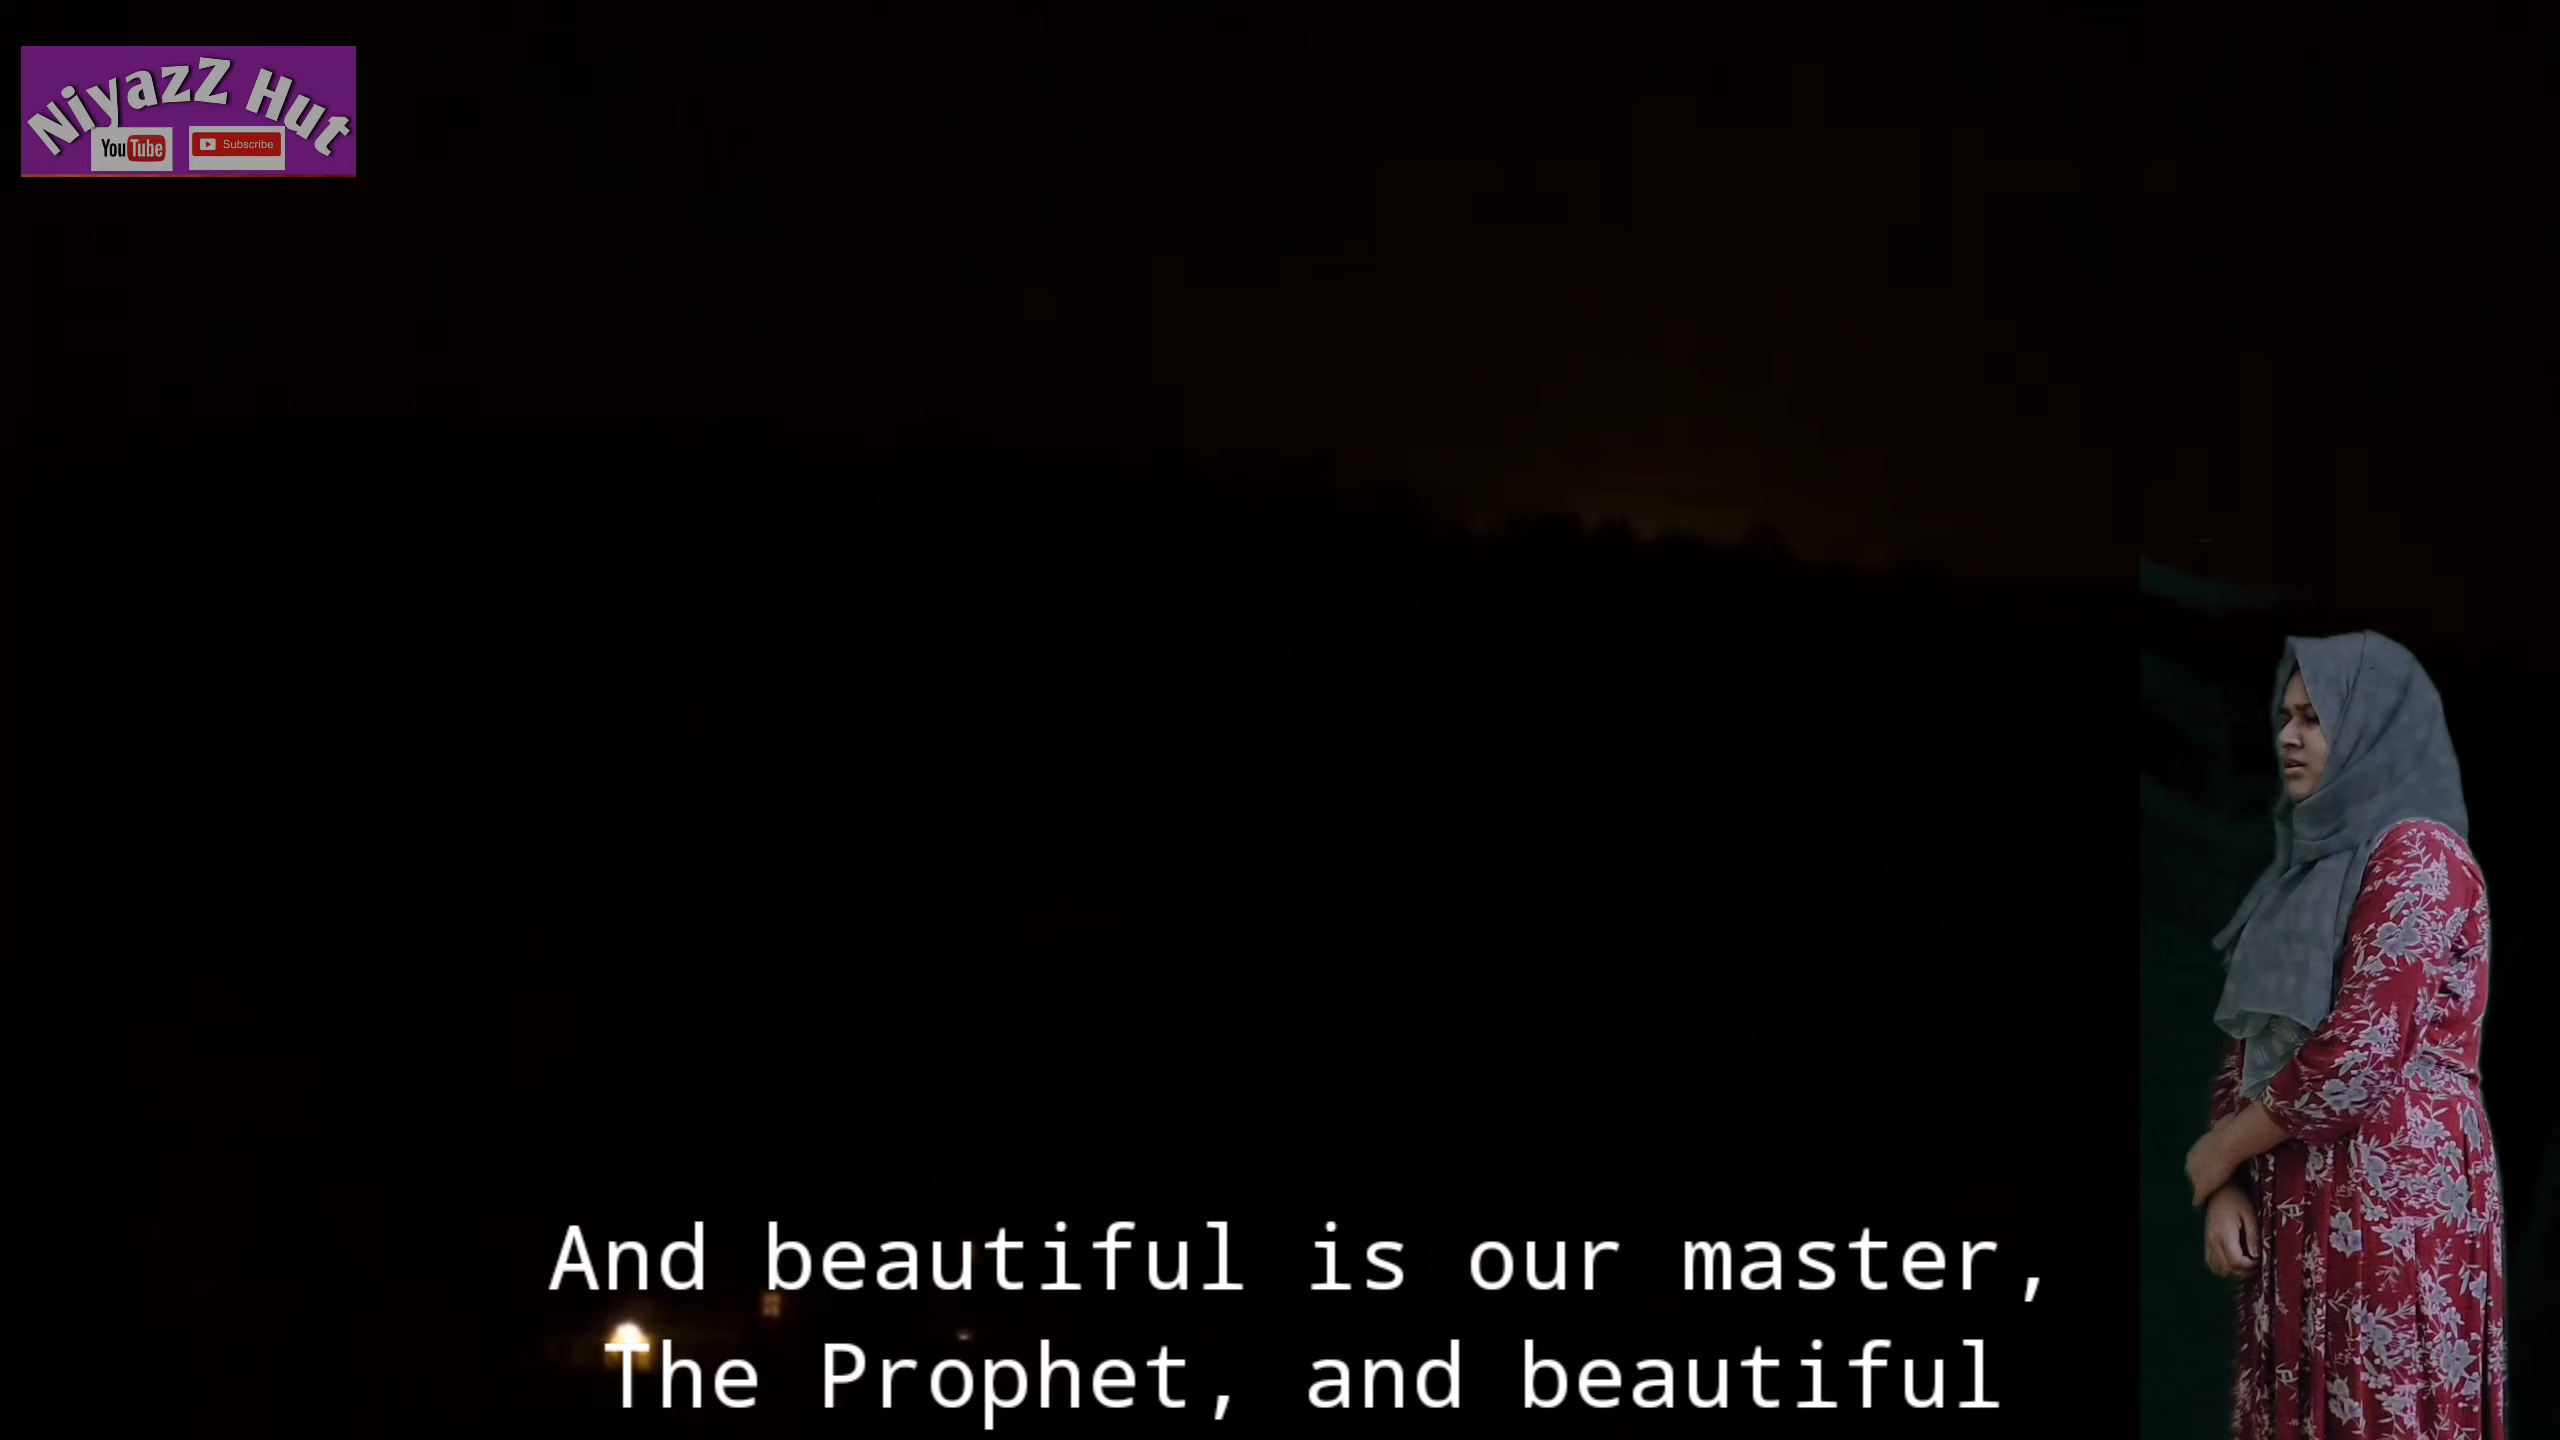 NiyazZ Hut
YouTube
Subscribe
And beautiful is our master,
The Prophet, and beautiful